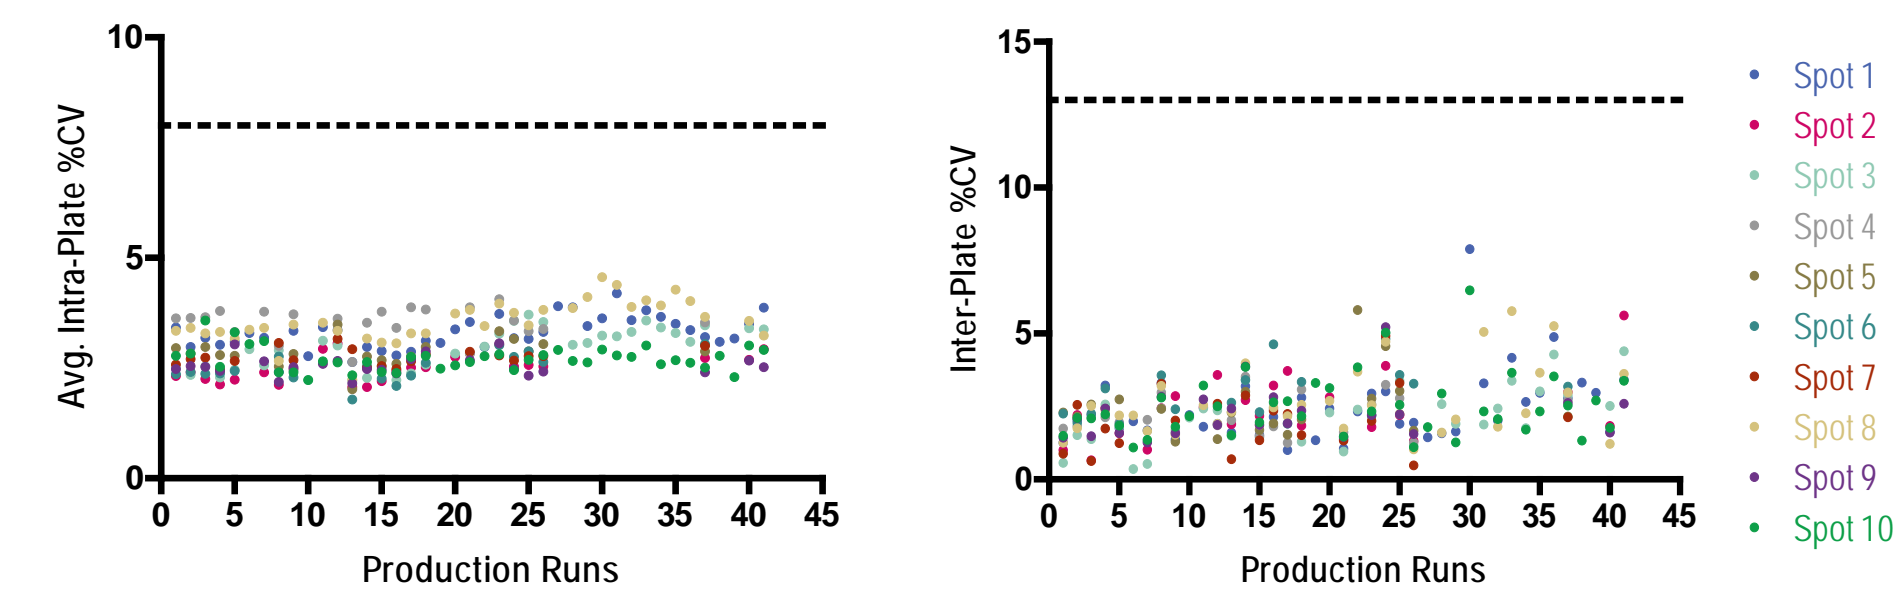 10
5
0
0 5 10 15 20 25 30 35 40 45
Avg. Intra-Plate %CV
Production Runs
15
10
5
0
0 5 10 15 20 25 30 35 40 45
Inter-Plate %CV
Production Runs
Spot 1
Spot 2
Spot 3
Spot 4
Spot 5
Spot 6
Spot 7
Spot 8
Spot 9
Spot 10